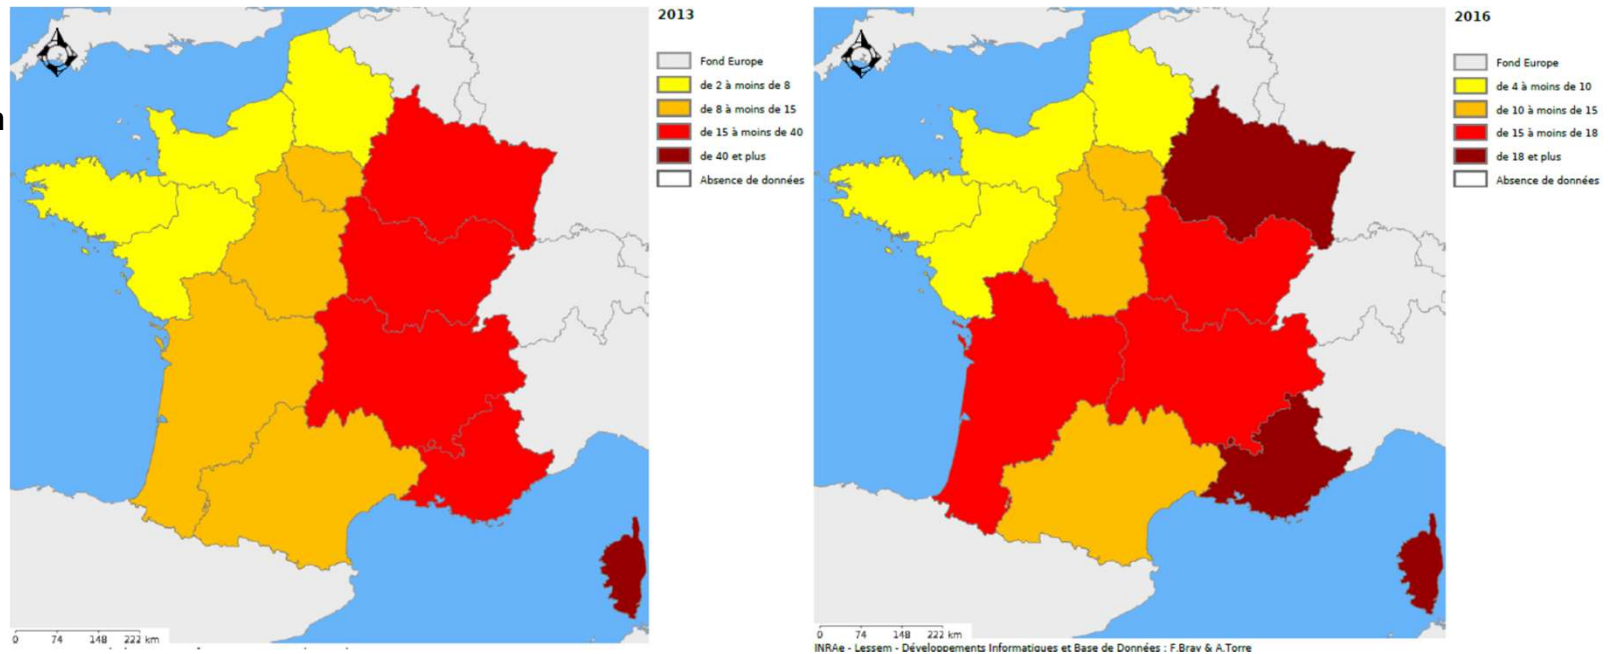 2013
Fond Europe
de 2 à moins de 8
de 8 à moins de 15
de 15 à moins de 40
de 40 et plus
Absence de données
0 74 148 222 km
2016
Fond Europe
de 4 à moins de 10
de 10 à moins de 15
de 15 à moins de 18
de 18 et plus
Absence de données
0 74 148 222 km
INRAe - Lessem - Développements Informatiques et Base de Données : F.Bray & A.Torre